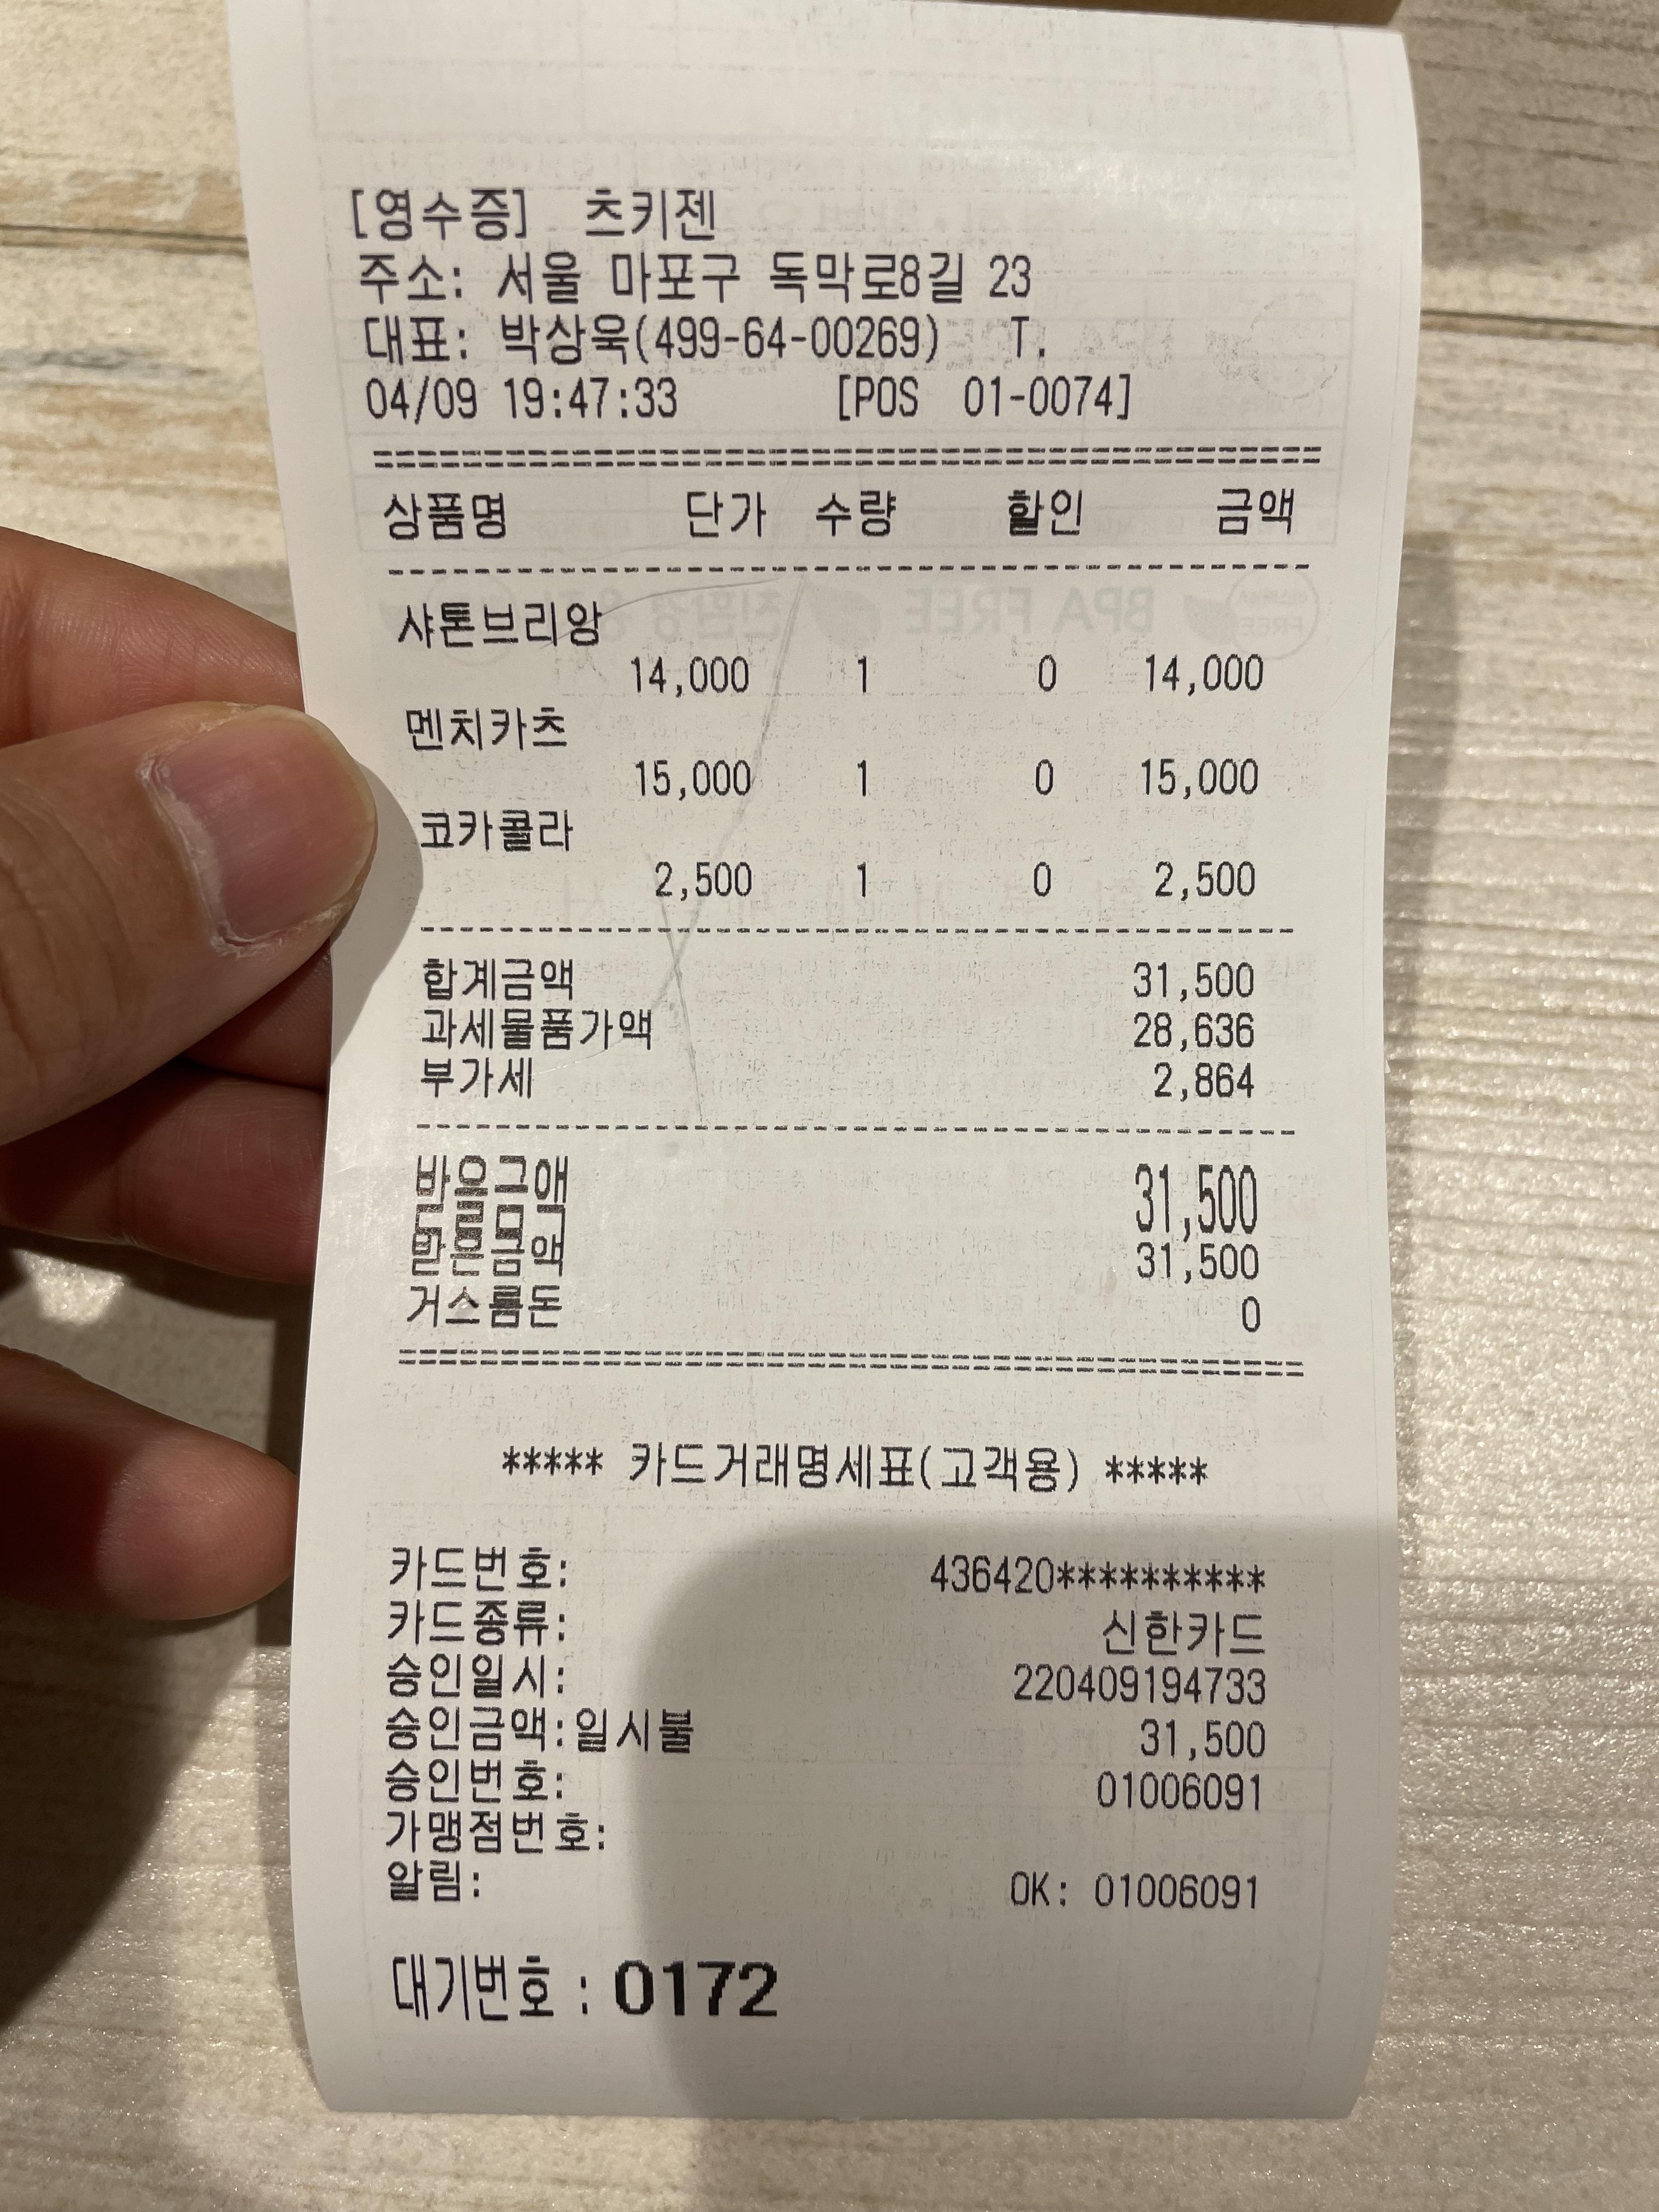 [영수증] 츠키젠
주소: 서울 마포구 독막로8길 23
대표: 박상욱(499-64-00269) T.
04/09 19:47:33 [POS 01-0074]
상품명 단가 수량 할인 금액
샤톤브리앙
14,000 1 0 14,000
멘치카츠
15,000 1 0 15,000
코카콜라
2,500 1 0 2,500
합계금액 31,500
과세물품가액 28,636
부가세 2,864
받을금액 31,500
받은금액 31,500
거스름돈 0
***** 카드거래명세표(고객용) *****
카드번호: 436420**********
카드종류: 신한카드
승인일시: 220409194733
승인금액:일시불 31,500
승인번호: 01006091
가맹점번호:
알림: OK: 01006091
대기번호 : 0172